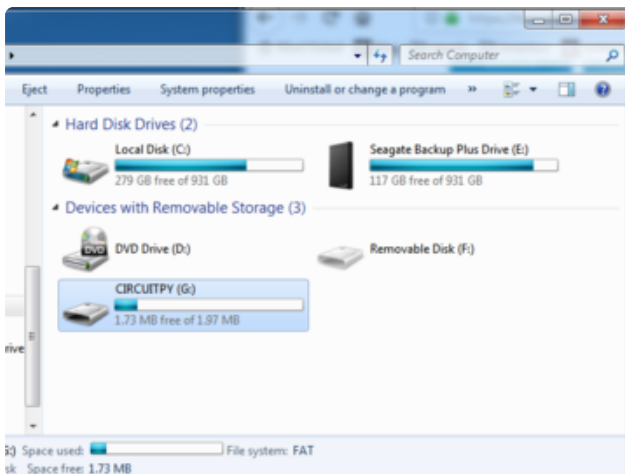 Search Computer
Eject Properties System properties Uninstall or change a program »
Hard Disk Drives (2)
Local Disk (C:)
279 GB free of 931 GB
Seagate Backup Plus Drive (E:)
117 GB free of 931 GB
Devices with Removable Storage (3)
DVD
DVD Drive (D:)
Removable Disk (F:)
CIRCUITPY (G:)
1.73 MB free of 1.97 MB
rive
Space used: File system: FAT
sk Space free: 1.73 MB